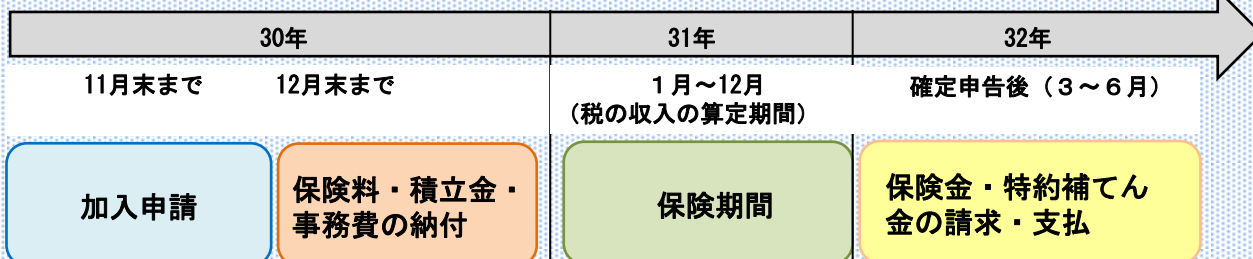 30年 31年 32年
11月末まで 12月末まで １月～12月 確定申告後（３～６月）
（税の収入の算定期間）
加入申請
保険料・積立金・
事務費の納付
保険期間
保険金・特約補てん
金の請求・支払